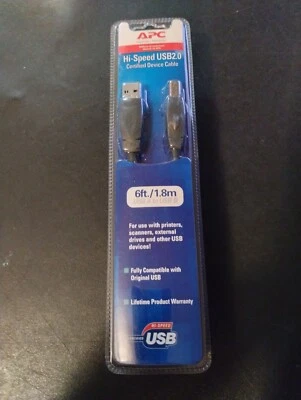 APC
Hi-Speed USB2.0
Certified Device Cable
6ft./1.8m
For use with printers,
scanners, external
drives and other USB
devices!
Fully Compatible with
Original USB
Lifetime Product Warranty
HI-SPEED
CERTIFIED
USB